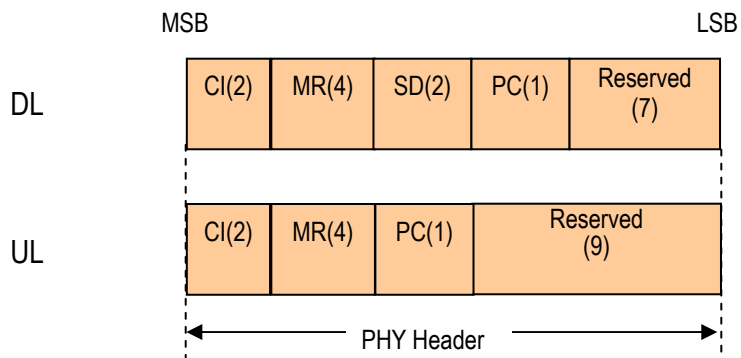 MSB LSB
DL CI(2) MR(4) SD(2) PC(1) Reserved
(7)
UL CI(2) MR(4) PC(1) Reserved
(9)
PHY Header